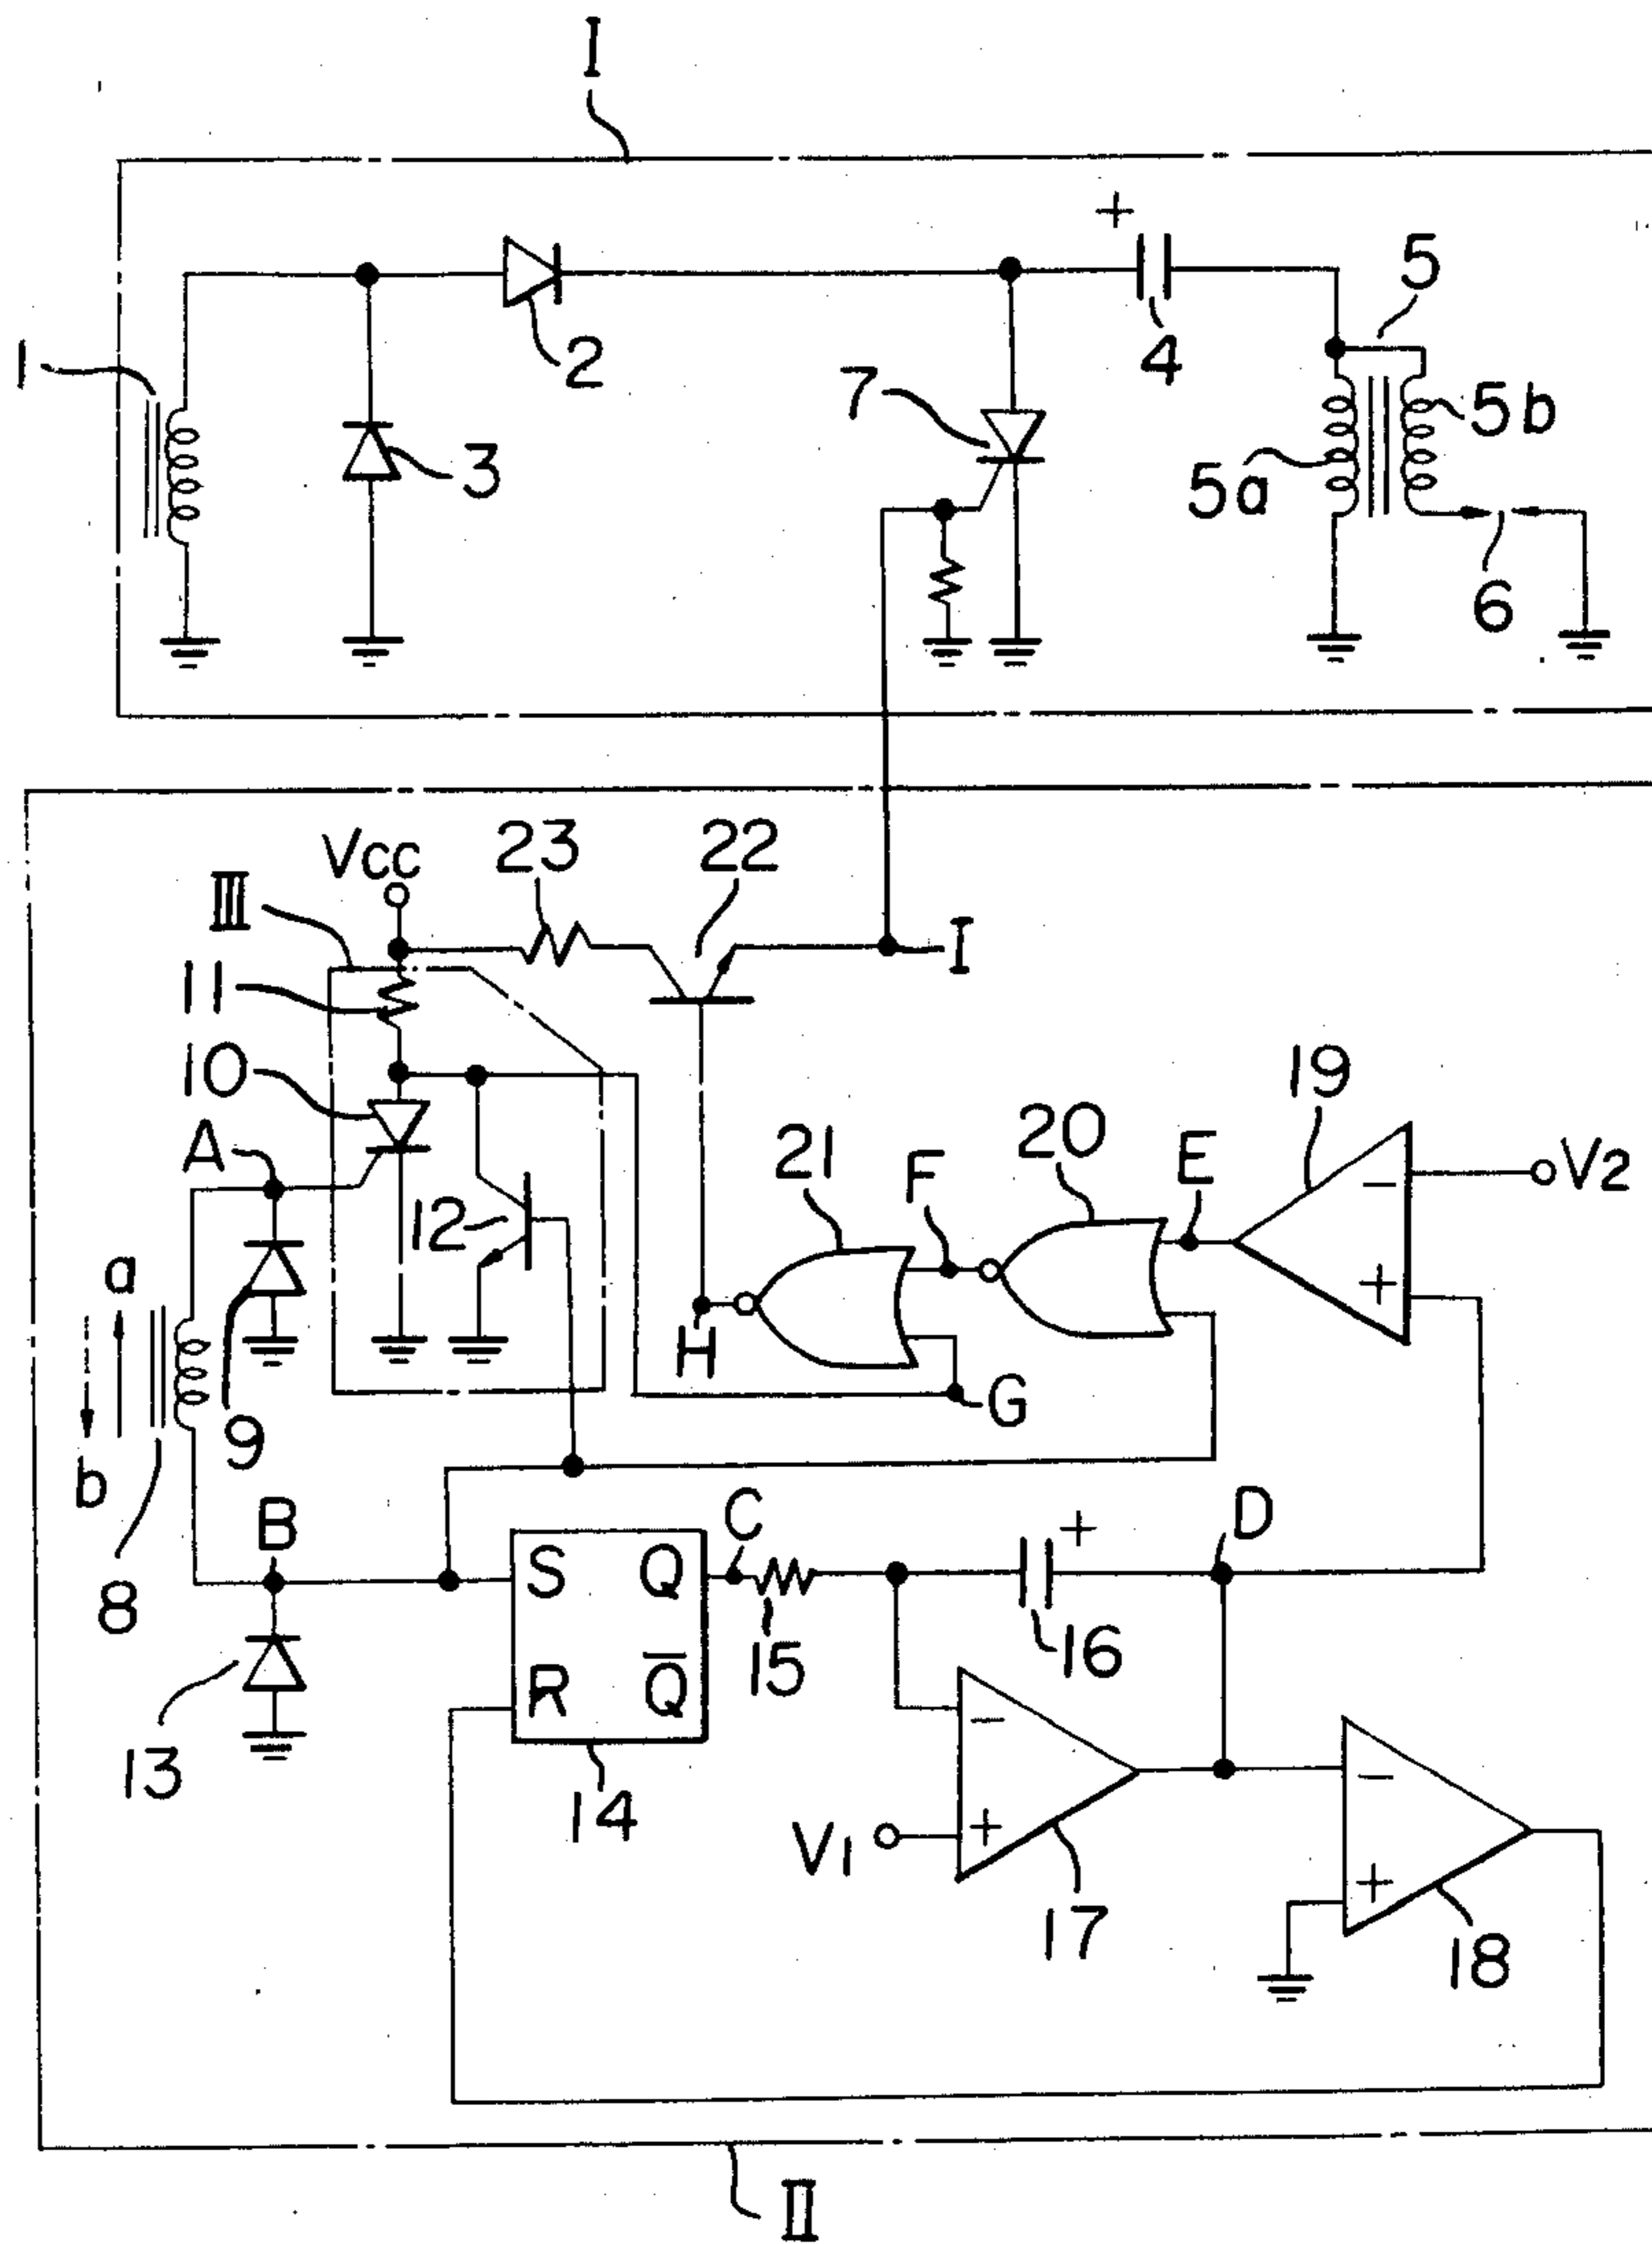 I
+
5
1
2
4
7
3
5b
5a
6
Vcc
23
22
III
I
11
10
19
A
21
F
20
E
V2
−
12
a
+
H
9
G
b
B
C
+
D
8
S
Q
15
16
R
Q̅
−
−
13
14
V1
+
+
17
18
II